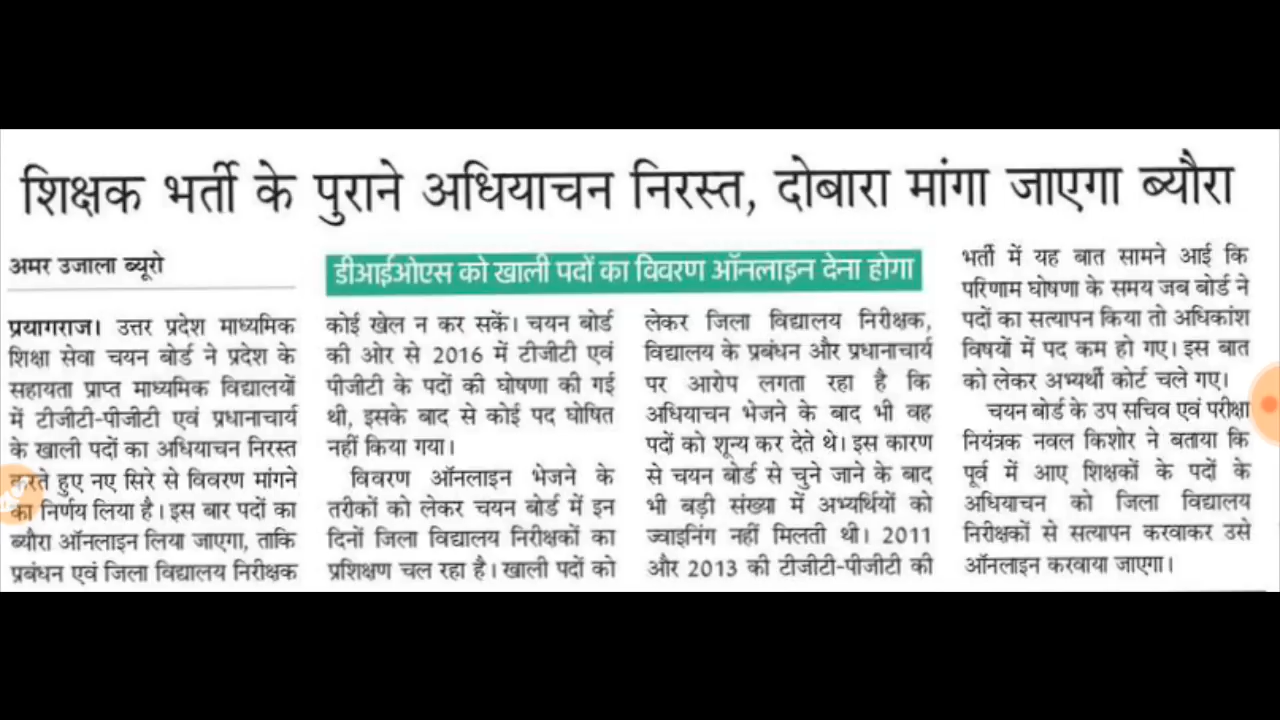 शिक्षक भर्ती के पुराने अधियाचन निरस्त, दोबारा मांगा जाएगा ब्यौरा
अमर उजाला ब्यूरो
डीआईओएस को खाली पदों का विवरण ऑनलाइन देना होगा
प्रयागराज। उत्तर प्रदेश माध्यमिक
शिक्षा सेवा चयन बोर्ड ने प्रदेश के
सहायता प्राप्त माध्यमिक विद्यालयों
में टीजीटी-पीजीटी एवं प्रधानाचार्य
के खाली पदों का अधियाचन निरस्त
करते हुए नए सिरे से विवरण मांगने
का निर्णय लिया है। इस बार पदों का
ब्यौरा ऑनलाइन लिया जाएगा, ताकि
प्रबंधन एवं जिला विद्यालय निरीक्षक
कोई खेल न कर सकें। चयन बोर्ड
की ओर से 2016 में टीजीटी एवं
पीजीटी के पदों की घोषणा की गई
थी, इसके बाद से कोई पद घोषित
नहीं किया गया।
विवरण ऑनलाइन भेजने के
तरीकों को लेकर चयन बोर्ड में इन
दिनों जिला विद्यालय निरीक्षकों का
प्रशिक्षण चल रहा है। खाली पदों को
लेकर जिला विद्यालय निरीक्षक,
विद्यालय के प्रबंधन और प्रधानाचार्य
पर आरोप लगता रहा है कि
अधियाचन भेजने के बाद भी वह
पदों को शून्य कर देते थे। इस कारण
से चयन बोर्ड से चुने जाने के बाद
भी बड़ी संख्या में अभ्यर्थियों को
ज्वाइनिंग नहीं मिलती थी। 2011
और 2013 की टीजीटी-पीजीटी की
भर्ती में यह बात सामने आई कि
परिणाम घोषणा के समय जब बोर्ड ने
पदों का सत्यापन किया तो अधिकांश
विषयों में पद कम हो गए। इस बात
को लेकर अभ्यर्थी कोर्ट चले गए।
चयन बोर्ड के उप सचिव एवं परीक्षा
नियंत्रक नवल किशोर ने बताया कि
पूर्व में आए शिक्षकों के पदों के
अधियाचन को जिला विद्यालय
निरीक्षकों से सत्यापन करवाकर उसे
ऑनलाइन करवाया जाएगा।